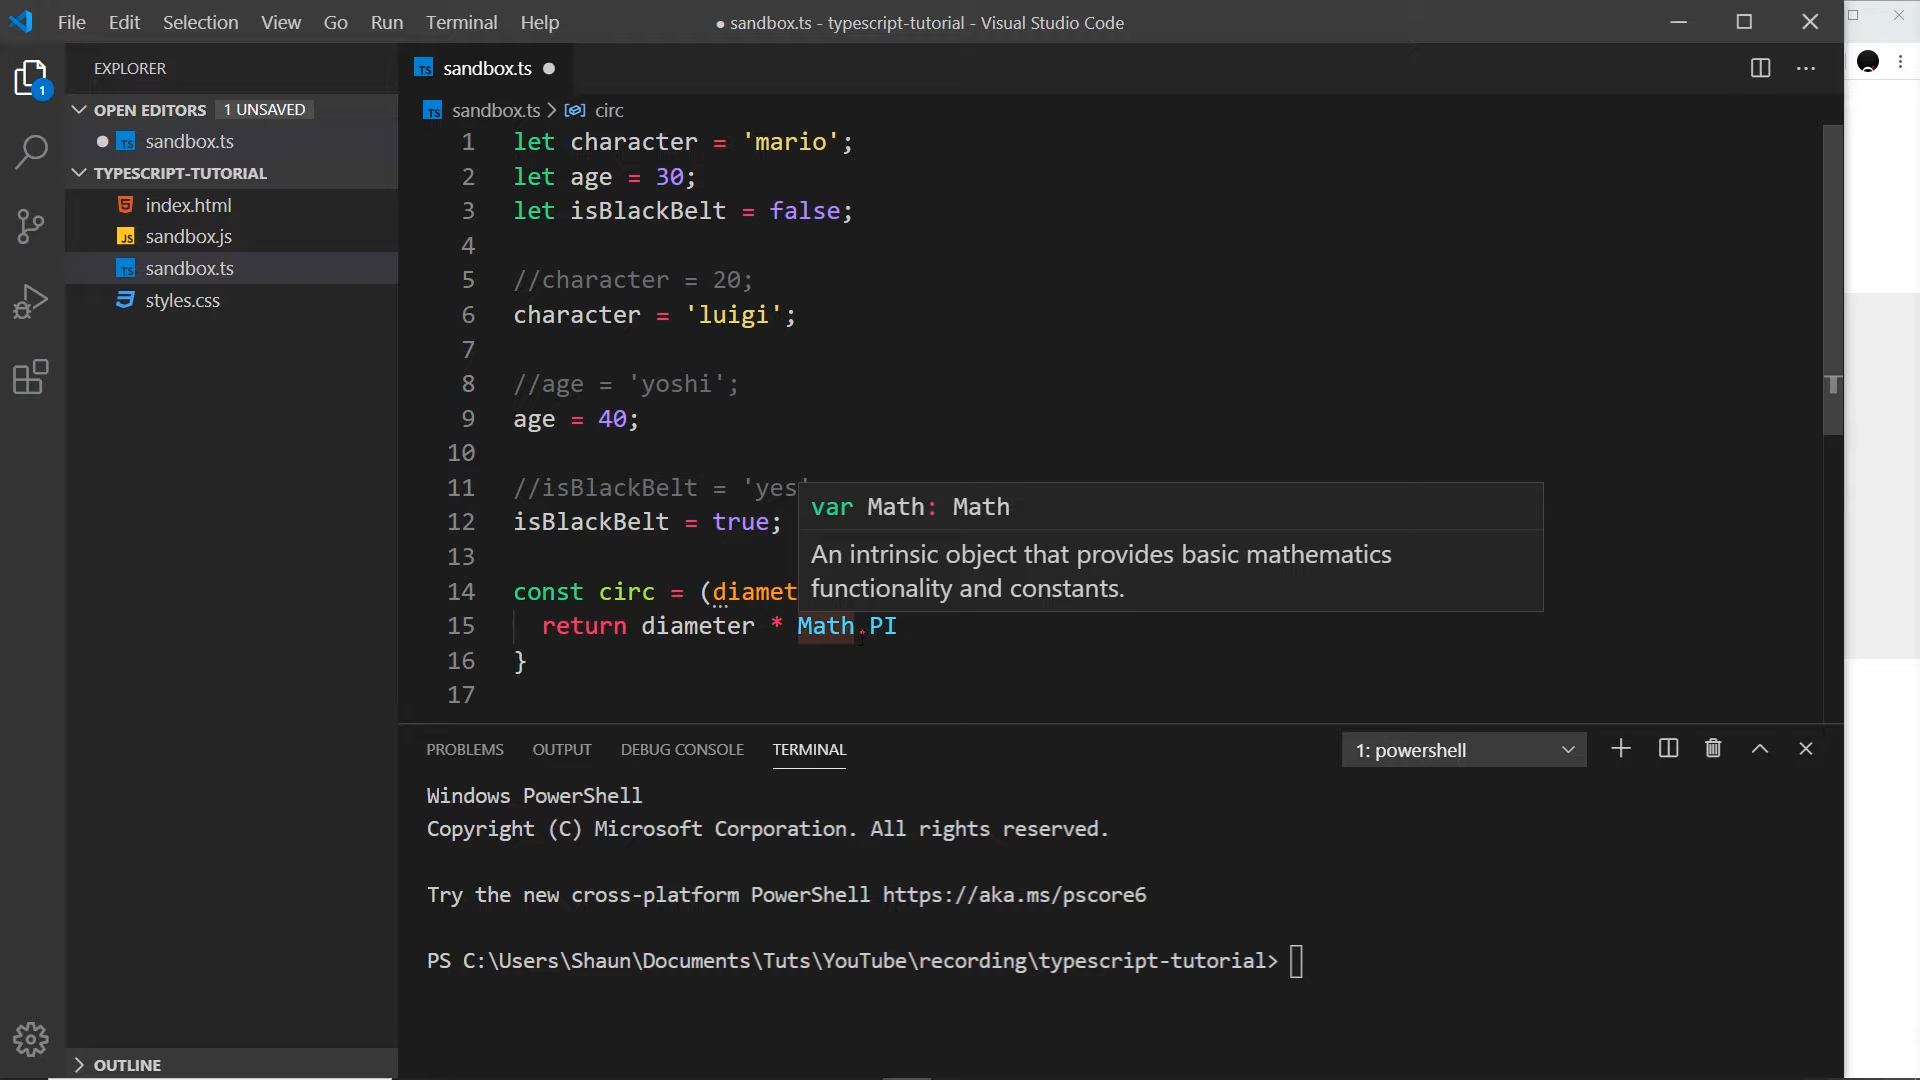 File Edit Selection View Go Run Terminal Help
● sandbox.ts - typescript-tutorial - Visual Studio Code
EXPLORER
OPEN EDITORS 1 UNSAVED
TS sandbox.ts
TYPESCRIPT-TUTORIAL
index.html
JS sandbox.js
TS sandbox.ts
styles.css
OUTLINE
1
TS sandbox.ts
TS sandbox.ts > circ
1 let character = 'mario';
2 let age = 30;
3 let isBlackBelt = false;
4
5 //character = 20;
6 character = 'luigi';
7
8 //age = 'yoshi';
9 age = 40;
10
11 //isBlackBelt = 'yes'
12 isBlackBelt = true;
13
14 const circ = (diamet
15 return diameter * Math.PI
16 }
17
var Math: Math
An intrinsic object that provides basic mathematics
functionality and constants.
PROBLEMS OUTPUT DEBUG CONSOLE TERMINAL
1: powershell
Windows PowerShell
Copyright (C) Microsoft Corporation. All rights reserved.
Try the new cross-platform PowerShell https://aka.ms/pscore6
PS C:\Users\Shaun\Documents\Tuts\YouTube\recording\typescript-tutorial>